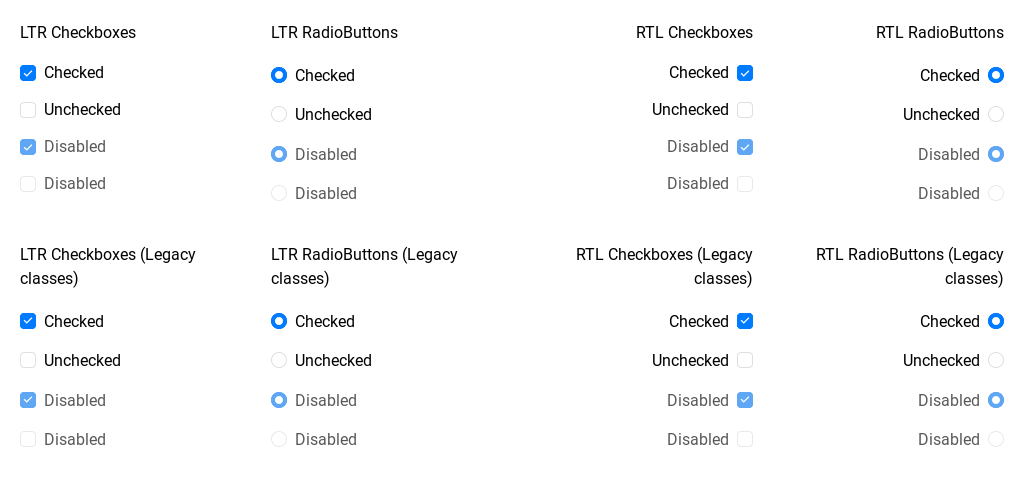 LTR Checkboxes
Checked
Unchecked
Disabled
Disabled
LTR RadioButtons
Checked
Unchecked
Disabled
Disabled
RTL Checkboxes
Checked
Unchecked
Disabled
Disabled
RTL RadioButtons
Checked
Unchecked
Disabled
Disabled
LTR Checkboxes (Legacy
classes)
Checked
Unchecked
Disabled
Disabled
LTR RadioButtons (Legacy
classes)
Checked
Unchecked
Disabled
Disabled
RTL Checkboxes (Legacy
classes)
Checked
Unchecked
Disabled
Disabled
RTL RadioButtons (Legacy
classes)
Checked
Unchecked
Disabled
Disabled